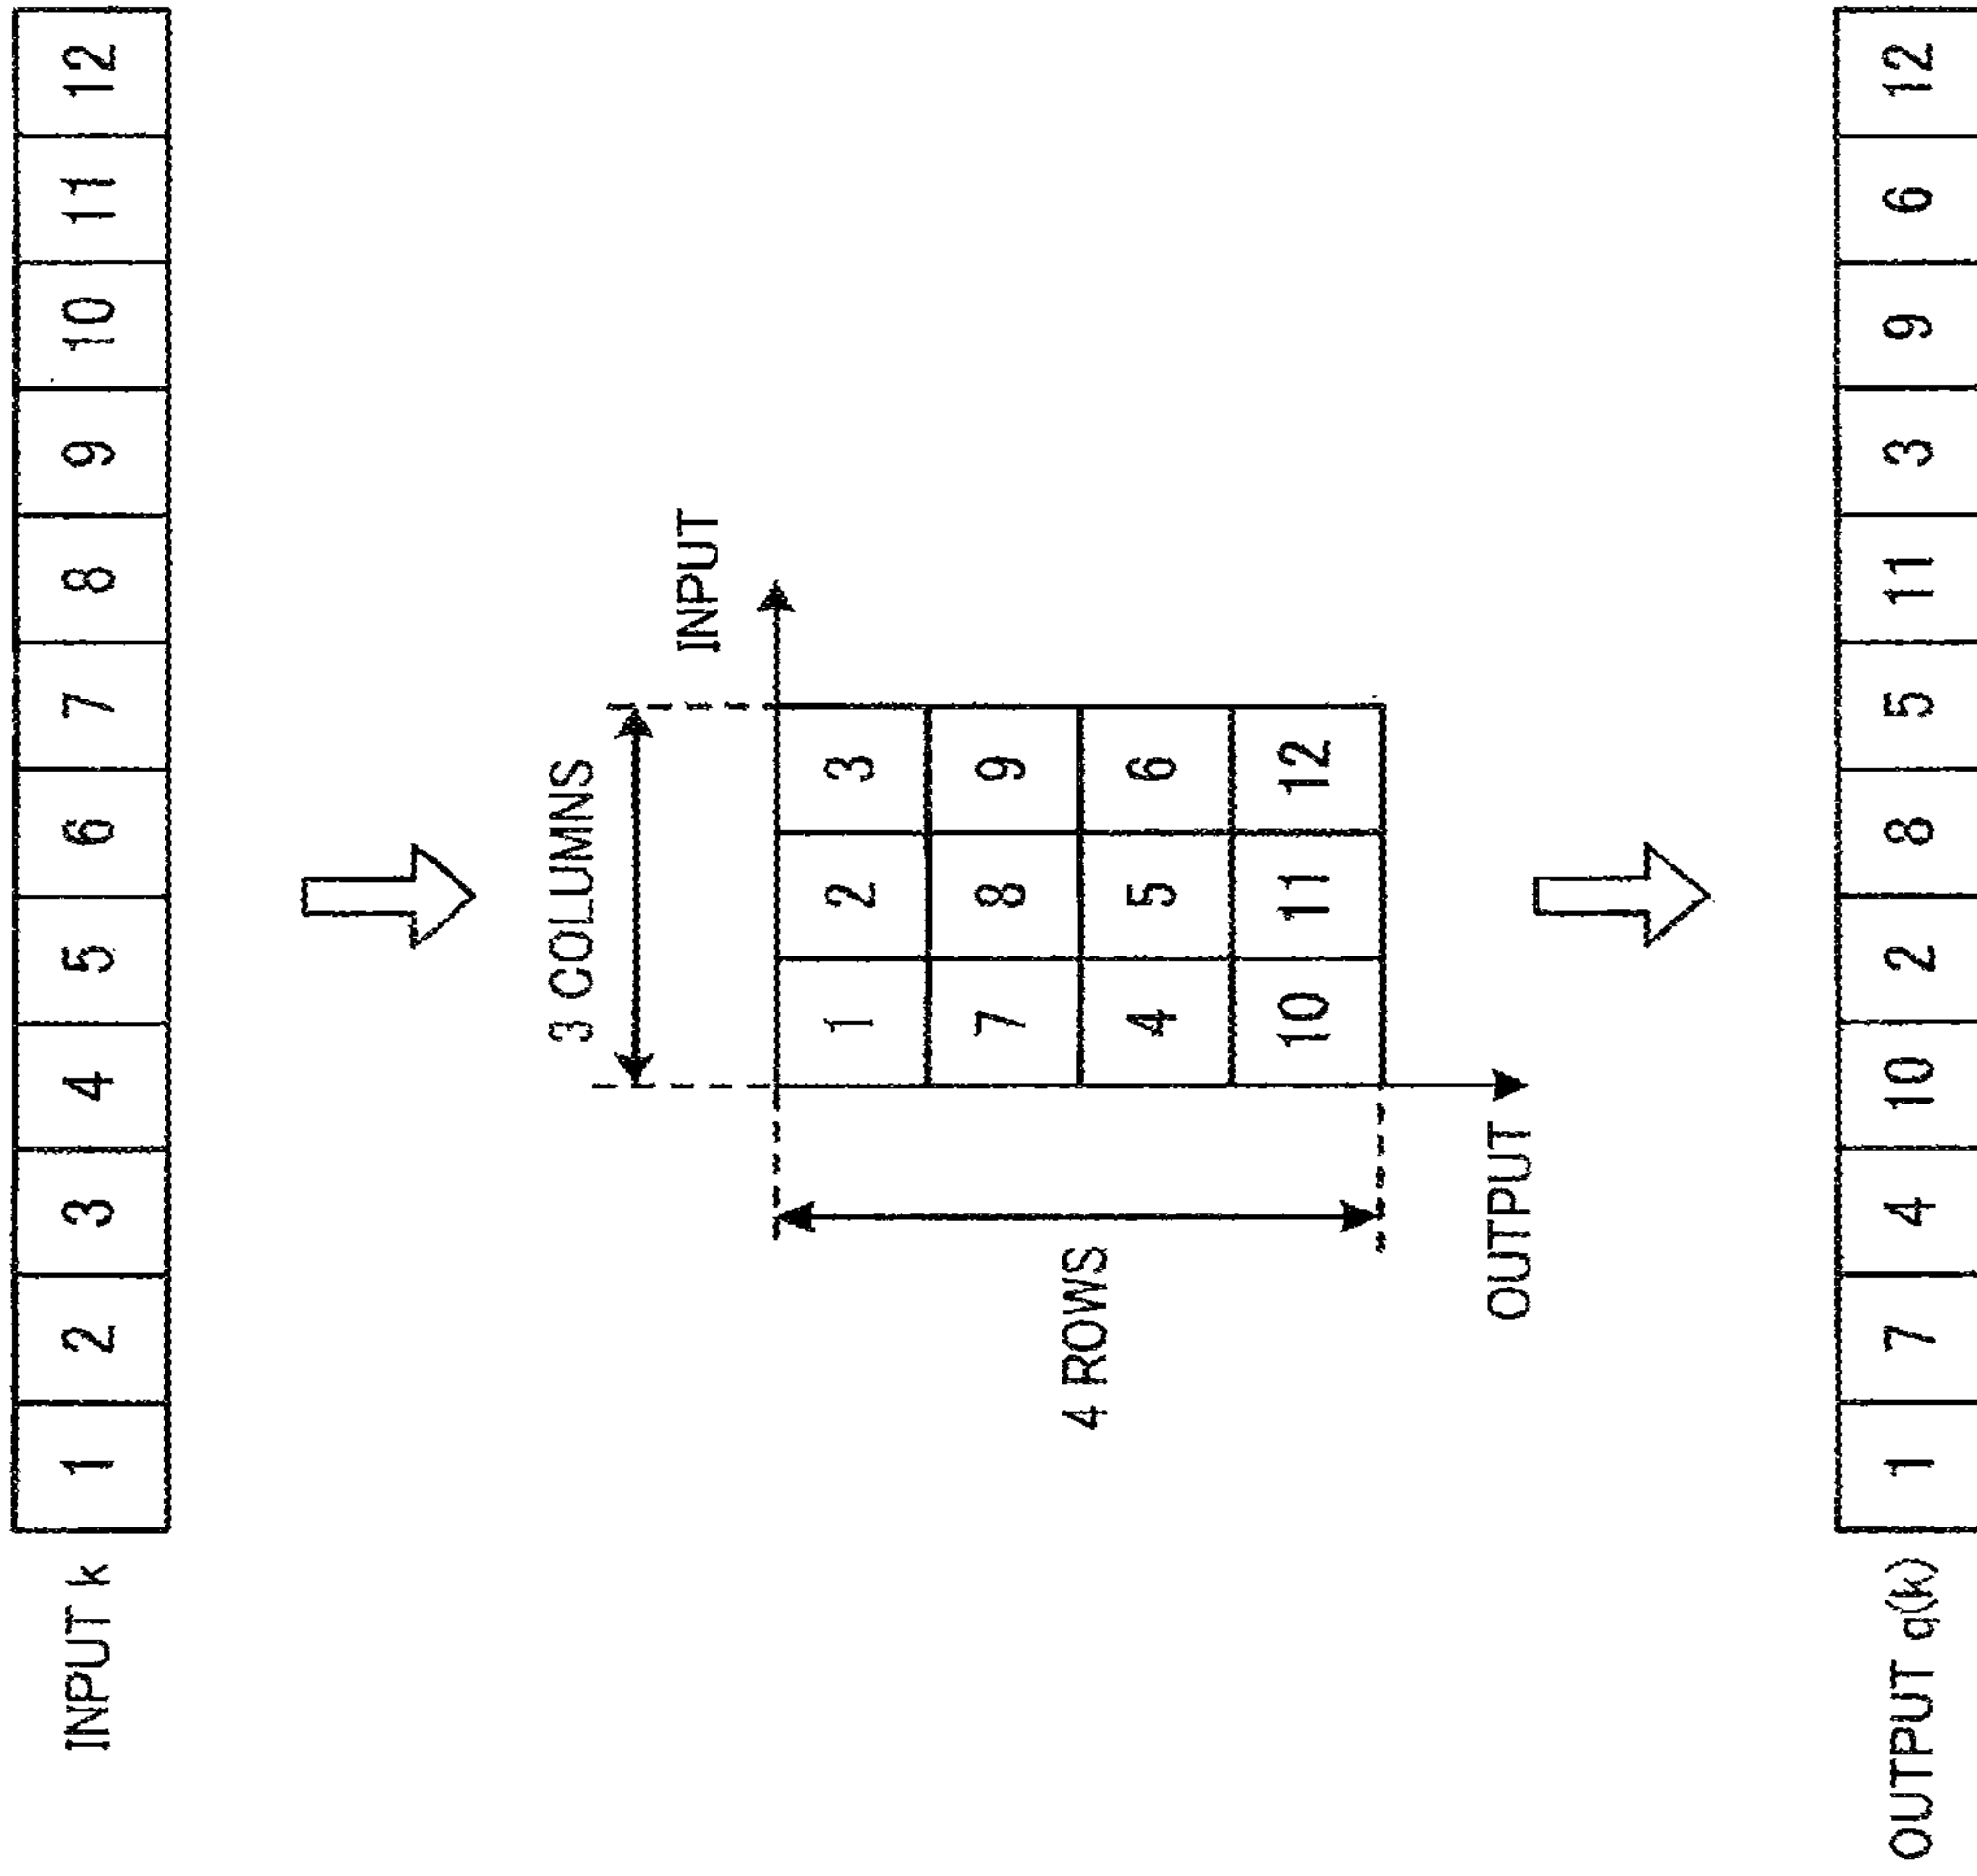 INPUT k
1 2 3 4 5 6 7 8 9 10 11 12
3 COLUMNS
INPUT
4 ROWS
1 2 3
7 8 9
4 5 6
10 11 12
OUTPUT
OUTPUT q(k)
1 7 4 10 2 8 5 11 3 9 6 12